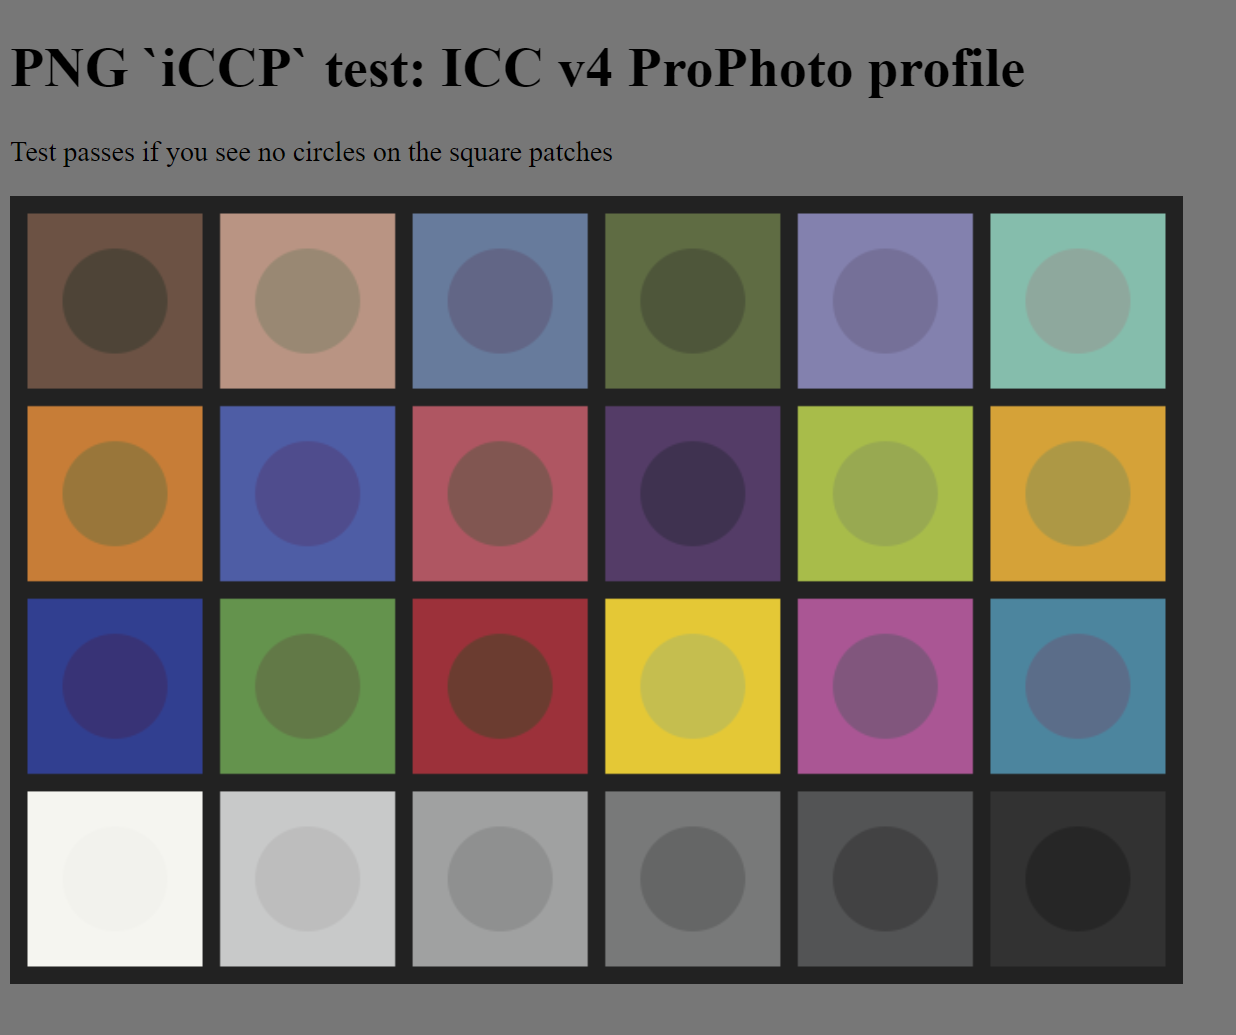 PNG `iCCP` test: ICC v4 ProPhoto profile
Test passes if you see no circles on the square patches